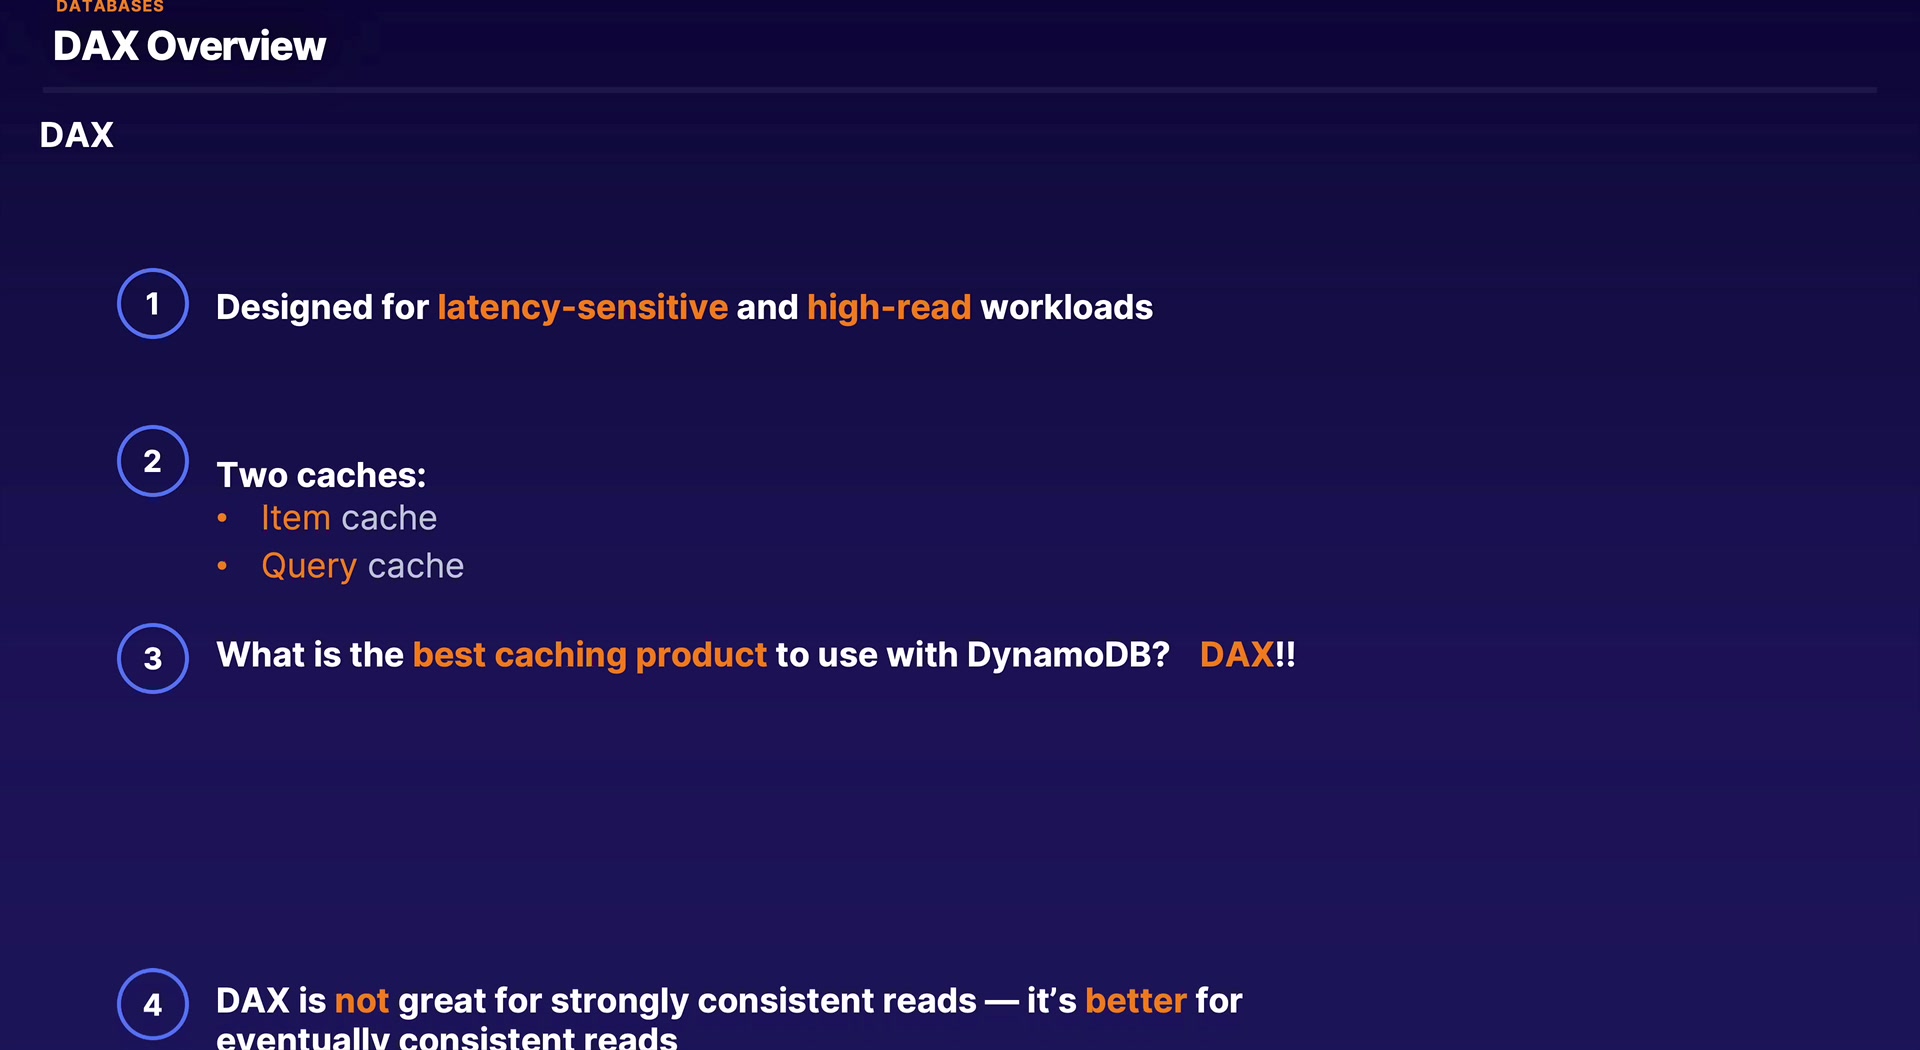 DATABASES
DAX Overview
DAX
1 Designed for latency-sensitive and high-read workloads
2 Two caches:
• Item cache
• Query cache
3 What is the best caching product to use with DynamoDB? DAX!!
4 DAX is not great for strongly consistent reads — it’s better for
eventually consistent reads